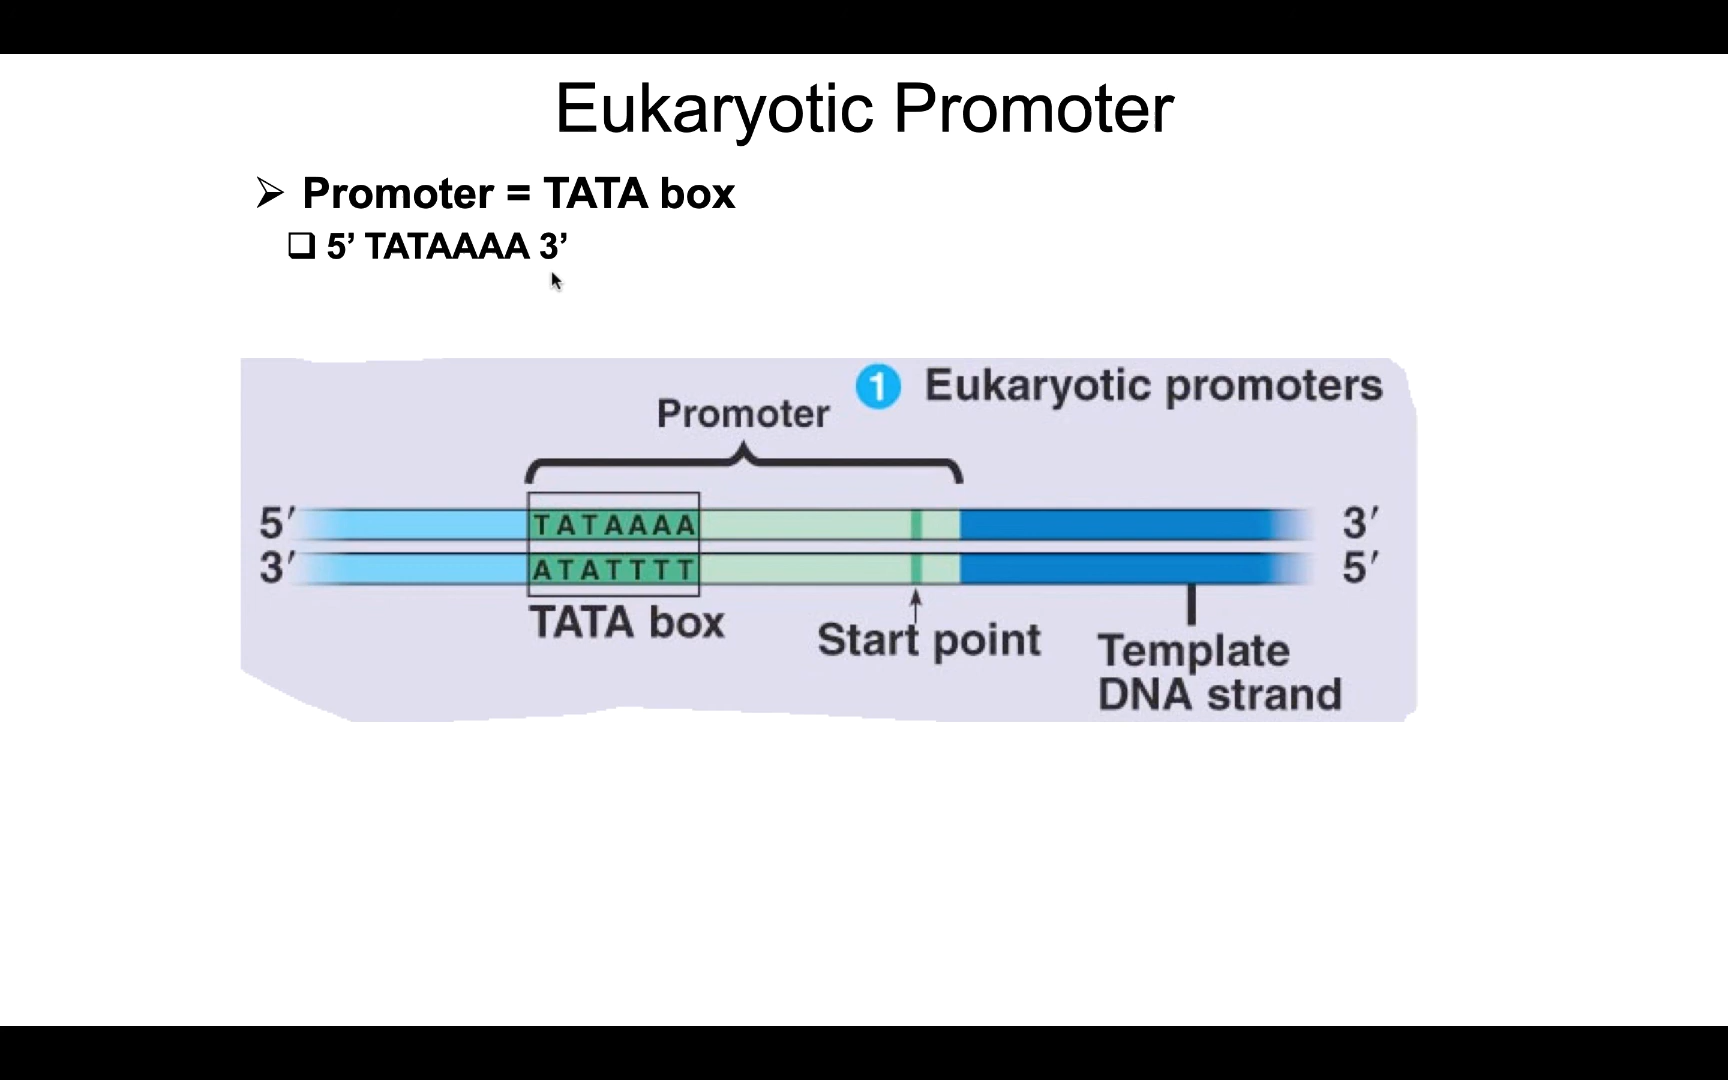 Eukaryotic Promoter
Promoter = TATA box
5’ TATAAAA 3’
1 Eukaryotic promoters
Promoter
5′ TATAAAA 3′
3′ ATATTTT 5′
TATA box
Start point
Template
DNA strand